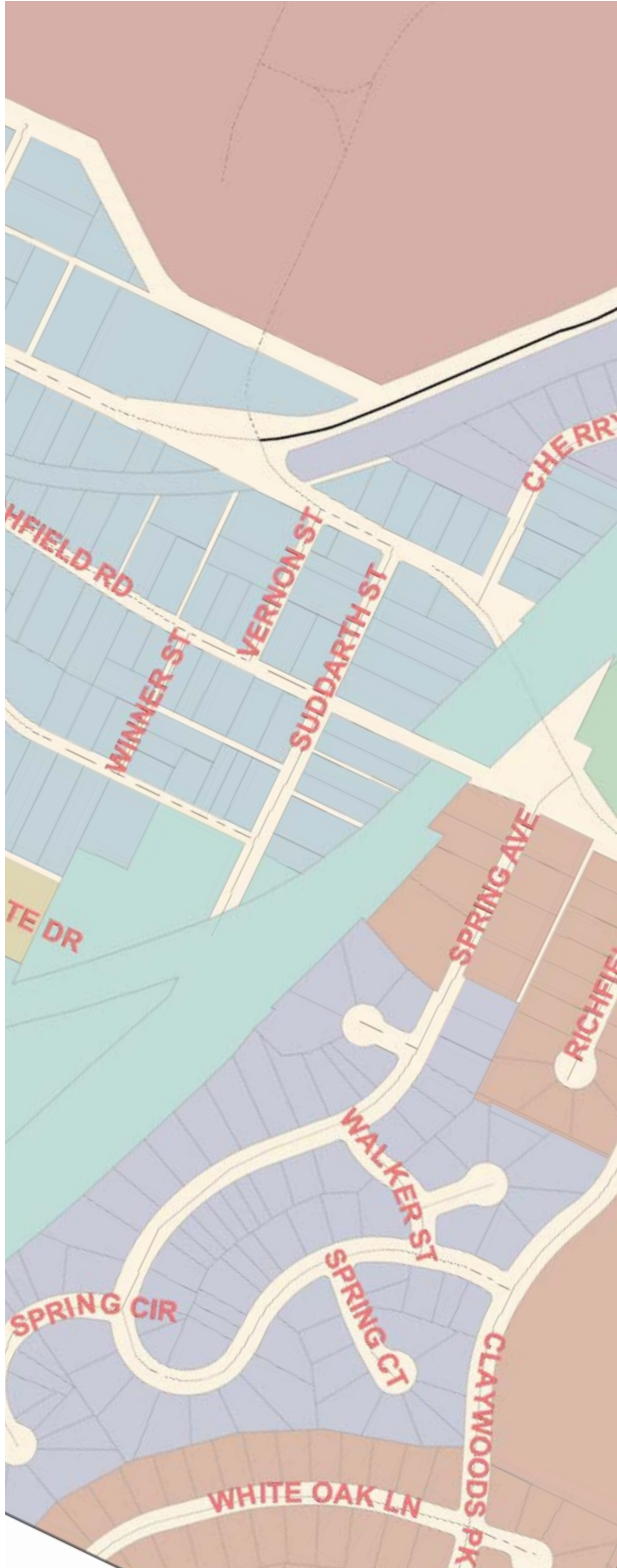 CHERRY
HFIELD RD
VERNON ST
SUDDARTH ST
WINNER ST
SPRING AVE
TE DR
RICHFIE
WALKER ST
SPRING CIR
SPRING CT
CLAYWOODS PK
WHITE OAK LN